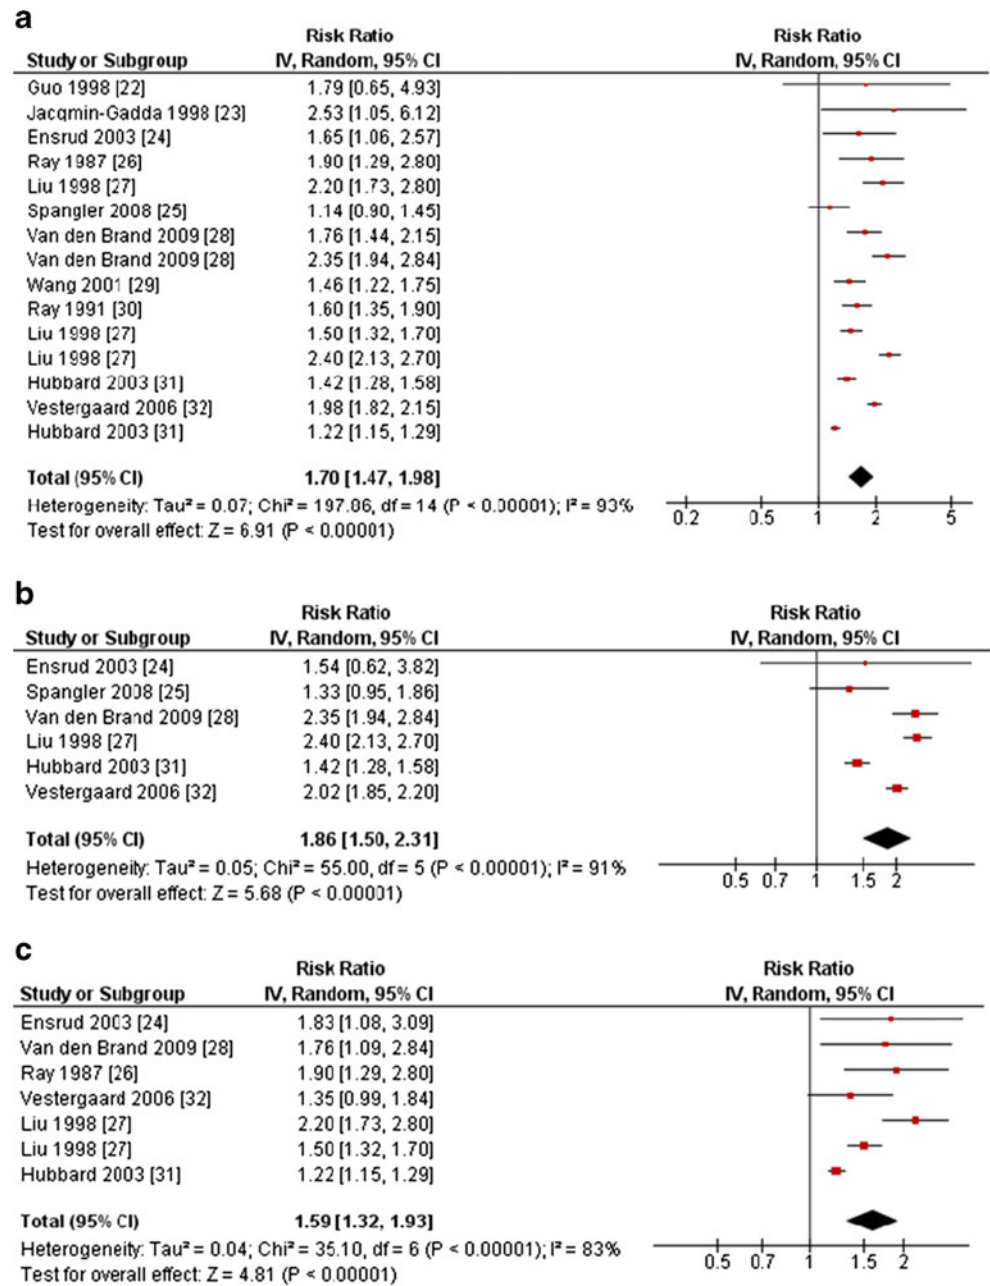 a
Risk Ratio Risk Ratio
Study or Subgroup IV, Random, 95% CI IV, Random, 95% CI
Guo 1998 [22] 1.79 [0.65, 4.93]
Jacqmin-Gadda 1998 [23] 2.53 [1.05, 6.12]
Ensrud 2003 [24] 1.65 [1.06, 2.57]
Ray 1987 [26] 1.90 [1.29, 2.80]
Liu 1998 [27] 2.20 [1.73, 2.80]
Spangler 2008 [25] 1.14 [0.90, 1.45]
Van den Brand 2009 [28] 1.76 [1.44, 2.15]
Van den Brand 2009 [28] 2.35 [1.94, 2.84]
Wang 2001 [29] 1.46 [1.22, 1.75]
Ray 1991 [30] 1.60 [1.35, 1.90]
Liu 1998 [27] 1.50 [1.32, 1.70]
Liu 1998 [27] 2.40 [2.13, 2.70]
Hubbard 2003 [31] 1.42 [1.28, 1.58]
Vestergaard 2006 [32] 1.98 [1.82, 2.15]
Hubbard 2003 [31] 1.22 [1.15, 1.29]
Total (95% CI) 1.70 [1.47, 1.98]
Heterogeneity: Tau² = 0.07; Chi² = 197.86, df = 14 (P < 0.00001); I² = 93%
Test for overall effect: Z = 6.91 (P < 0.00001)
0.2 0.5 1 2 5
b
Risk Ratio Risk Ratio
Study or Subgroup IV, Random, 95% CI IV, Random, 95% CI
Ensrud 2003 [24] 1.54 [0.62, 3.82]
Spangler 2008 [25] 1.33 [0.95, 1.86]
Van den Brand 2009 [28] 2.35 [1.94, 2.84]
Liu 1998 [27] 2.40 [2.13, 2.70]
Hubbard 2003 [31] 1.42 [1.28, 1.58]
Vestergaard 2006 [32] 2.02 [1.85, 2.20]
Total (95% CI) 1.86 [1.50, 2.31]
Heterogeneity: Tau² = 0.05; Chi² = 55.00, df = 5 (P < 0.00001); I² = 91%
Test for overall effect: Z = 5.68 (P < 0.00001)
0.5 0.7 1 1.5 2
c
Risk Ratio Risk Ratio
Study or Subgroup IV, Random, 95% CI IV, Random, 95% CI
Ensrud 2003 [24] 1.83 [1.08, 3.09]
Van den Brand 2009 [28] 1.76 [1.09, 2.84]
Ray 1987 [26] 1.90 [1.29, 2.80]
Vestergaard 2006 [32] 1.35 [0.99, 1.84]
Liu 1998 [27] 2.20 [1.73, 2.80]
Liu 1998 [27] 1.50 [1.32, 1.70]
Hubbard 2003 [31] 1.22 [1.15, 1.29]
Total (95% CI) 1.59 [1.32, 1.93]
Heterogeneity: Tau² = 0.04; Chi² = 35.10, df = 6 (P < 0.00001); I² = 83%
Test for overall effect: Z = 4.81 (P < 0.00001)
0.5 0.7 1 1.5 2